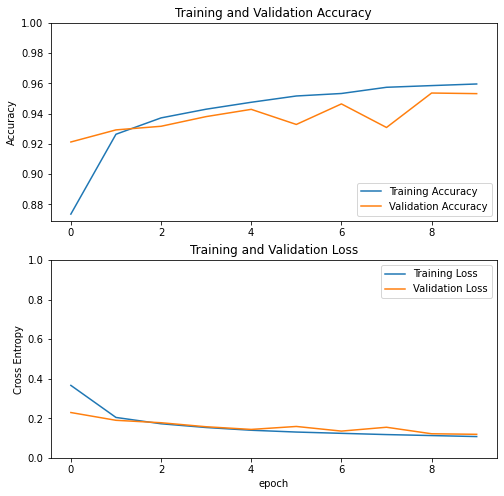 Training and Validation Accuracy
1.00
0.98
0.96
0.94
0.92
0.90
0.88
Accuracy
Training Accuracy
Validation Accuracy
0 2 4 6 8
Training and Validation Loss
1.0
0.8
0.6
0.4
0.2
0.0
Cross Entropy
Training Loss
Validation Loss
0 2 4 6 8
epoch